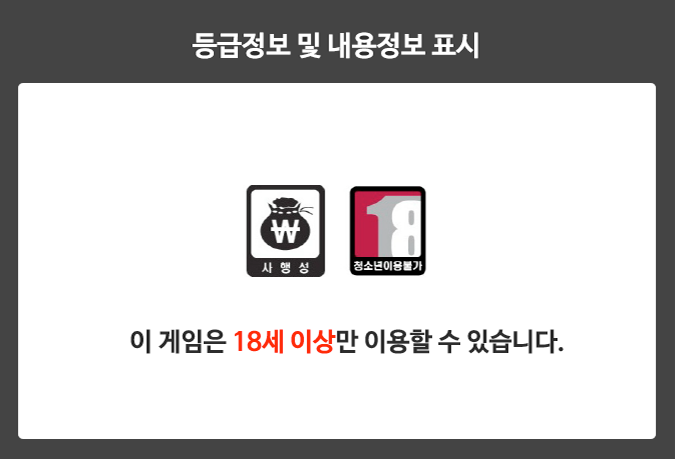 등급정보 및 내용정보 표시
₩
사행성
18
청소년이용불가
이 게임은 18세 이상만 이용할 수 있습니다.